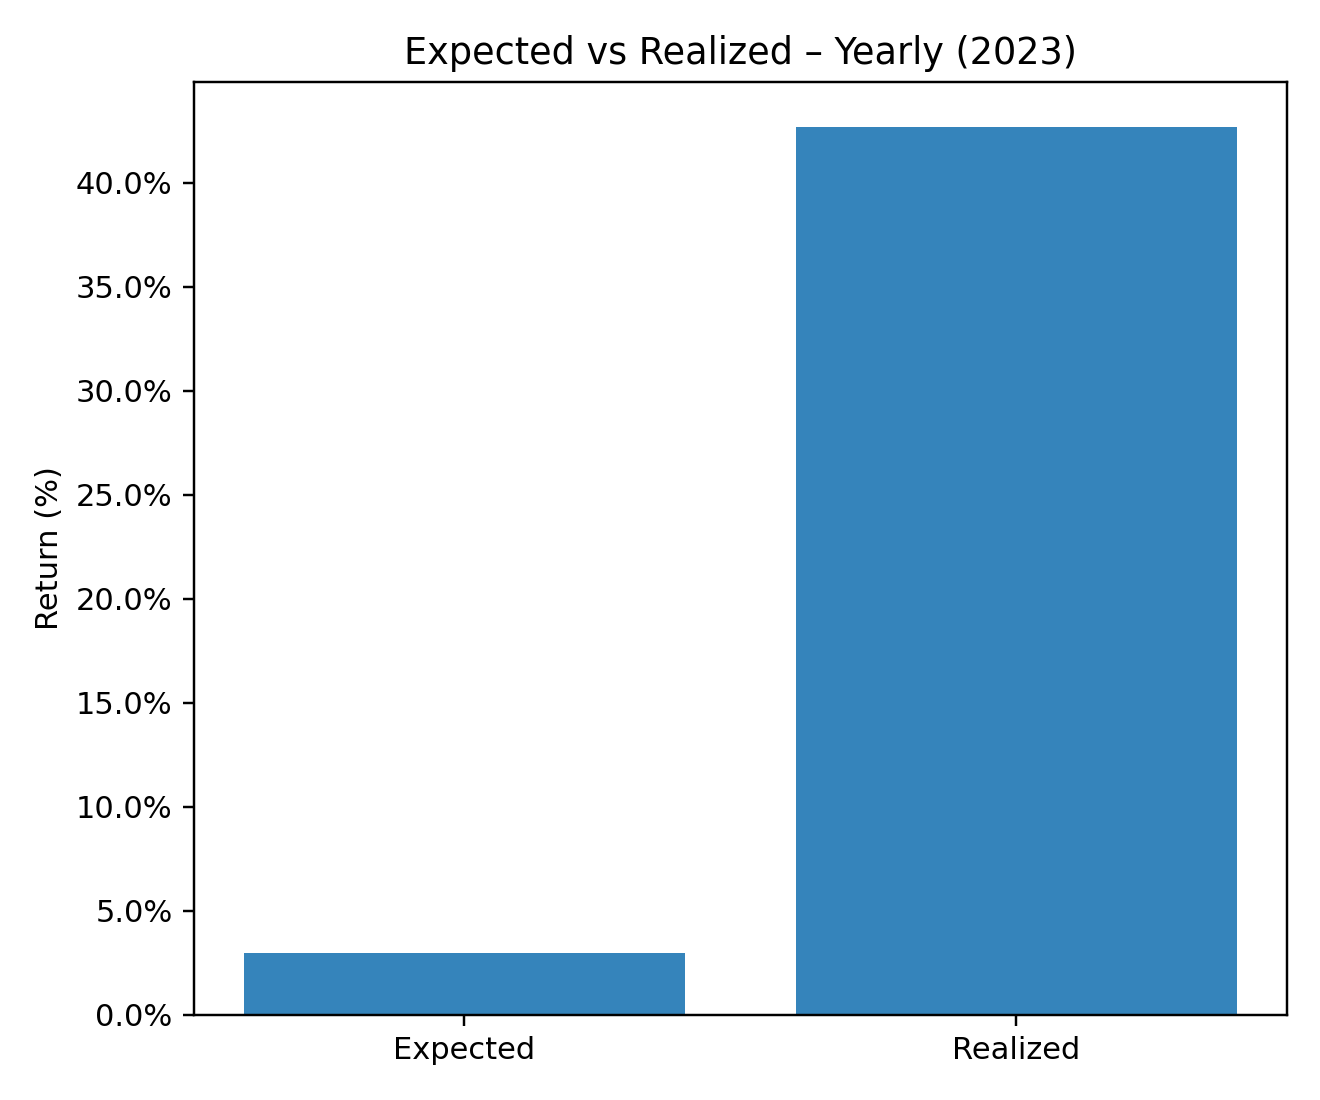 Expected vs Realized – Yearly (2023)
Return (%)
40.0%
35.0%
30.0%
25.0%
20.0%
15.0%
10.0%
5.0%
0.0%
Expected
Realized